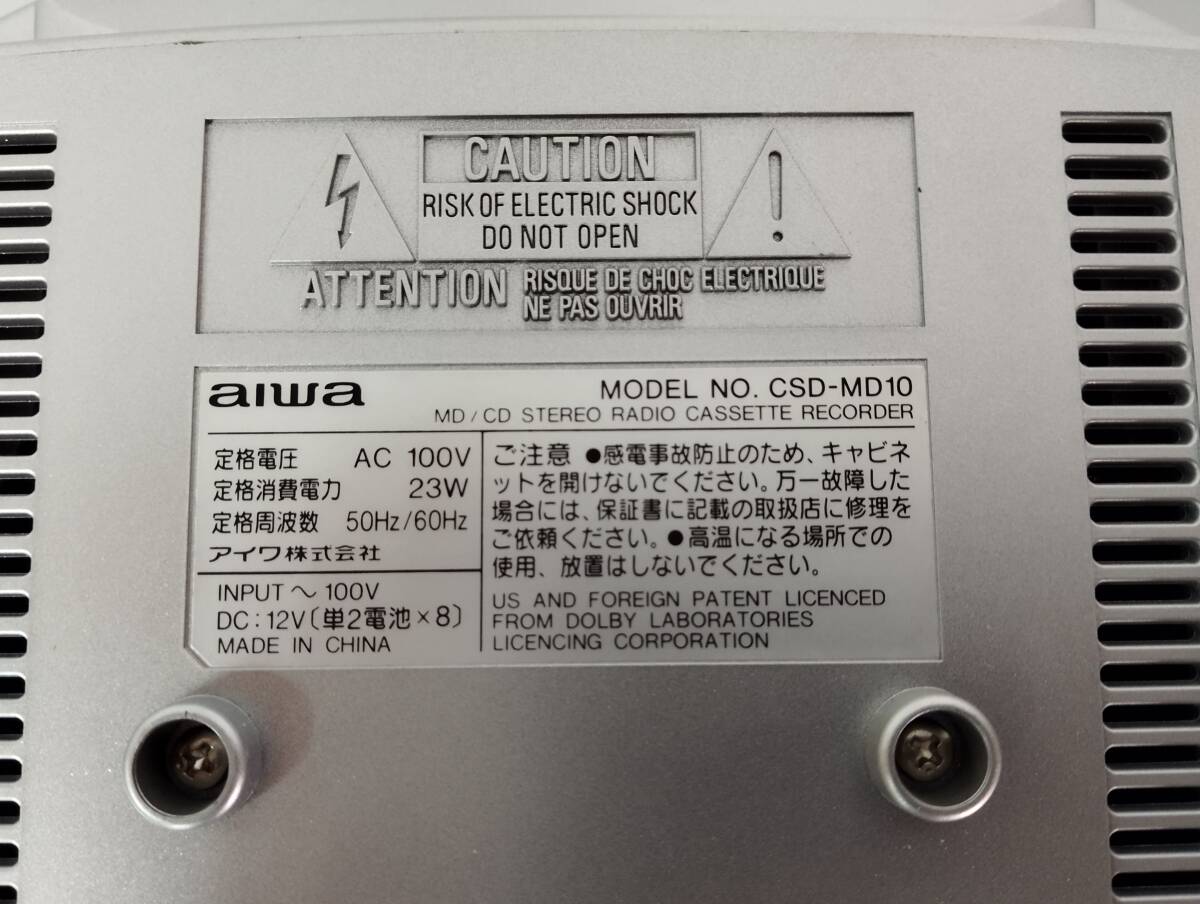 CAUTION
RISK OF ELECTRIC SHOCK
DO NOT OPEN
ATTENTION RISQUE DE CHOC ELECTRIQUE
NE PAS OUVRIR
aiwa
MODEL NO. CSD-MD10
MD/CD STEREO RADIO CASSETTE RECORDER
定格電圧 AC 100V
定格消費電力 23W
定格周波数 50Hz/60Hz
アイワ株式会社
INPUT ～ 100V
DC:12V〔単2電池×8〕
MADE IN CHINA
ご注意 ●感電事故防止のため、キャビネ
ットを開けないでください。万一故障した
場合には、保証書に記載の取扱店に修理を
ご依頼ください。●高温になる場所での
使用、放置はしないでください。
US AND FOREIGN PATENT LICENCED
FROM DOLBY LABORATORIES
LICENCING CORPORATION